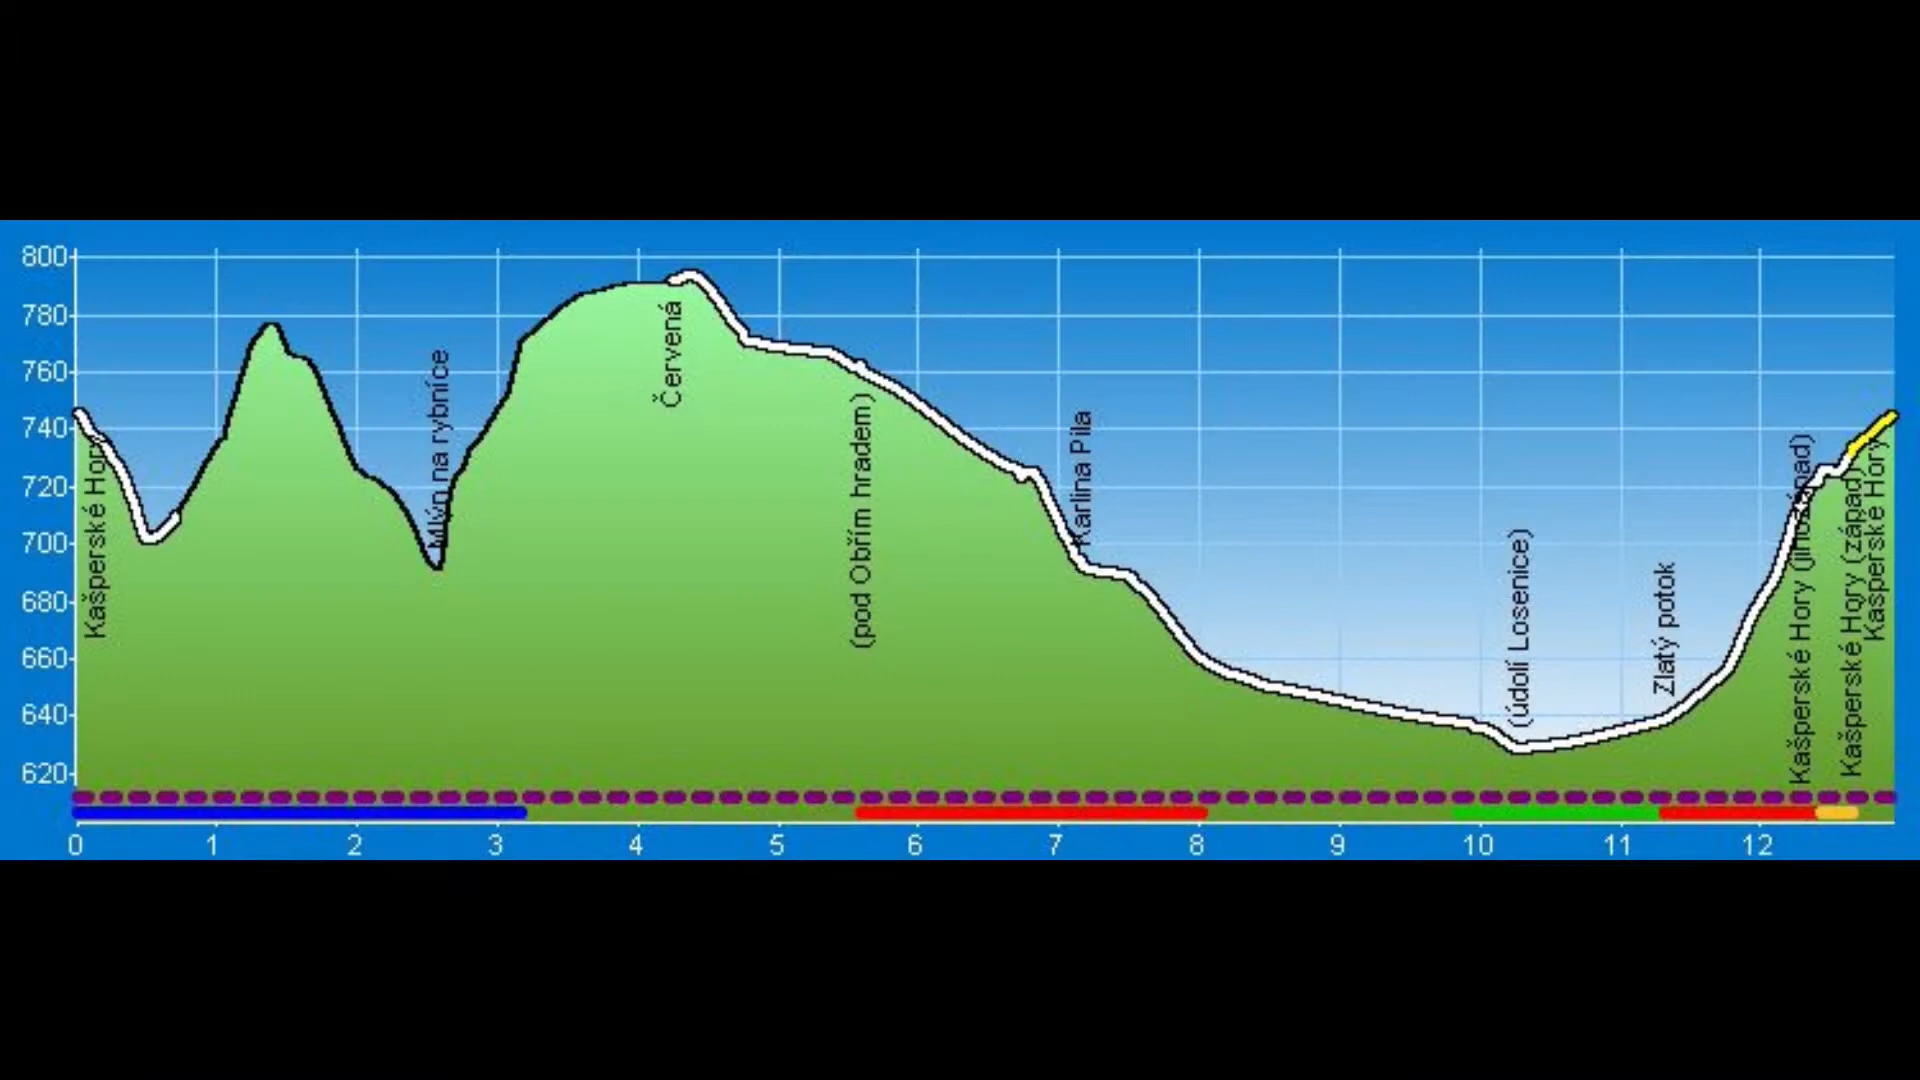 800
780
760
740
720
700
680
660
640
620
Kašperské Hory
Mlýn na rybníce
Červená
(pod Obřím hradem)
Karlina Pila
(údolí Losenice)
Zlatý potok
Kašperské Hory (jihozápad)
Kašperské Hory (západ)
Kašperské Hory
0 1 2 3 4 5 6 7 8 9 10 11 12